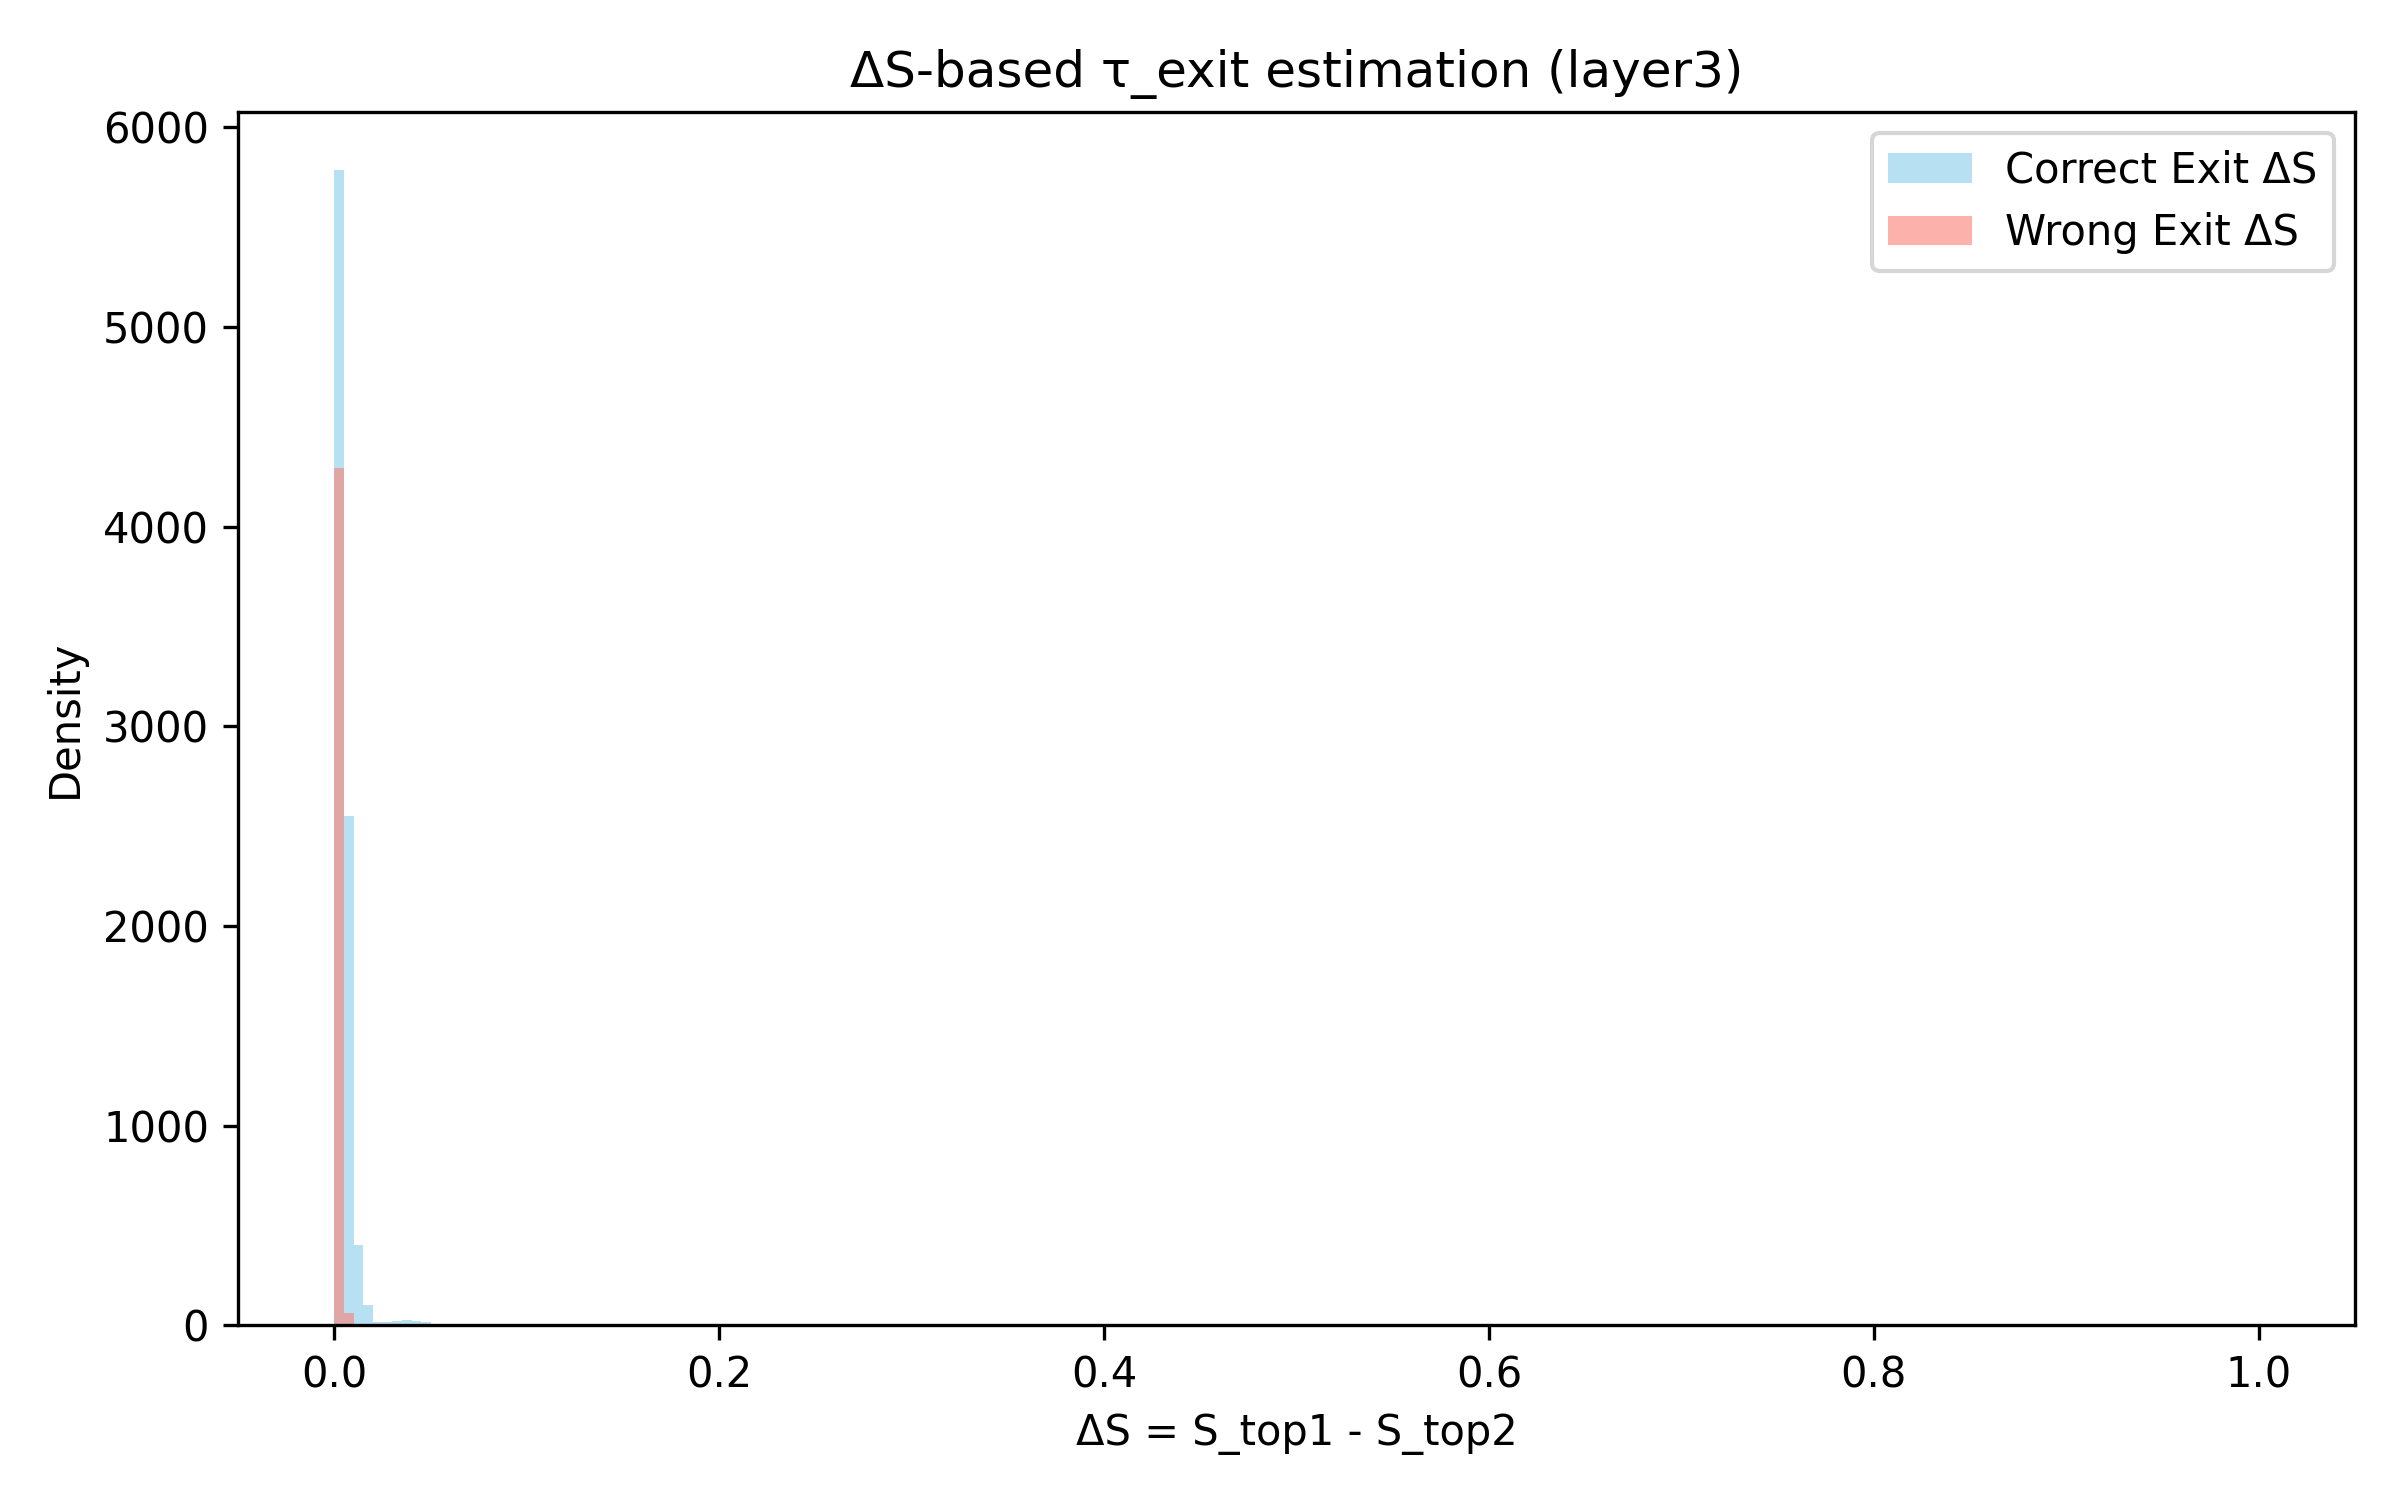 ΔS-based τ_exit estimation (layer3)
Correct Exit ΔS
Wrong Exit ΔS
Density
6000
5000
4000
3000
2000
1000
0
0.0 0.2 0.4 0.6 0.8 1.0
ΔS = S_top1 - S_top2